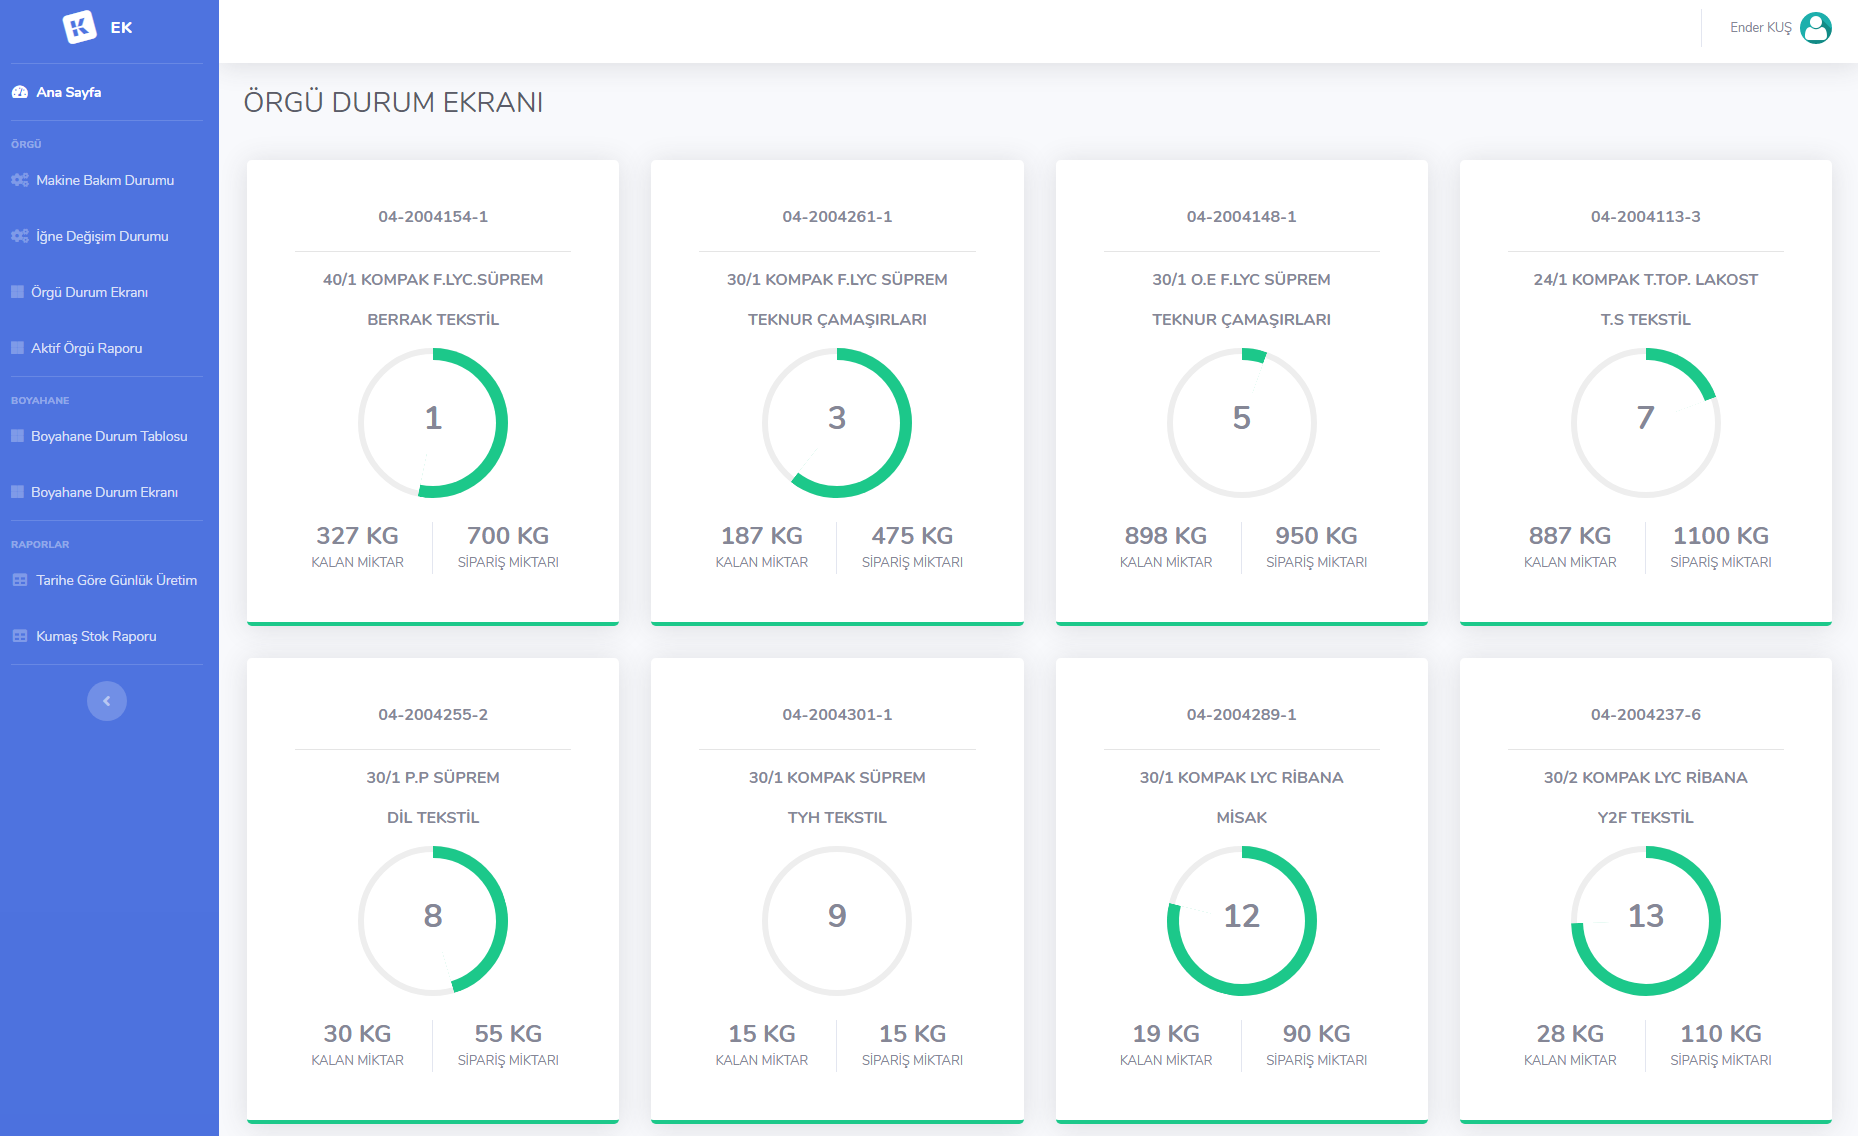 EK
Ender KUŞ
Ana Sayfa
ÖRGÜ
Makine Bakım Durumu
İğne Değişim Durumu
Örgü Durum Ekranı
Aktif Örgü Raporu
BOYAHANE
Boyahane Durum Tablosu
Boyahane Durum Ekranı
RAPORLAR
Tarihe Göre Günlük Üretim
Kumaş Stok Raporu
ÖRGÜ DURUM EKRANI
04-2004154-1
40/1 KOMPAK F.LYC.SÜPREM
BERRAK TEKSTİL
1
327 KG
KALAN MİKTAR
700 KG
SİPARİŞ MİKTARI
04-2004261-1
30/1 KOMPAK F.LYC SÜPREM
TEKNUR ÇAMAŞIRLARI
3
187 KG
KALAN MİKTAR
475 KG
SİPARİŞ MİKTARI
04-2004148-1
30/1 O.E F.LYC SÜPREM
TEKNUR ÇAMAŞIRLARI
5
898 KG
KALAN MİKTAR
950 KG
SİPARİŞ MİKTARI
04-2004113-3
24/1 KOMPAK T.TOP. LAKOST
T.S TEKSTİL
7
887 KG
KALAN MİKTAR
1100 KG
SİPARİŞ MİKTARI
04-2004255-2
30/1 P.P SÜPREM
DİL TEKSTİL
8
30 KG
KALAN MİKTAR
55 KG
SİPARİŞ MİKTARI
04-2004301-1
30/1 KOMPAK SÜPREM
TYH TEKSTIL
9
15 KG
KALAN MİKTAR
15 KG
SİPARİŞ MİKTARI
04-2004289-1
30/1 KOMPAK LYC RİBANA
MİSAK
12
19 KG
KALAN MİKTAR
90 KG
SİPARİŞ MİKTARI
04-2004237-6
30/2 KOMPAK LYC RİBANA
Y2F TEKSTİL
13
28 KG
KALAN MİKTAR
110 KG
SİPARİŞ MİKTARI